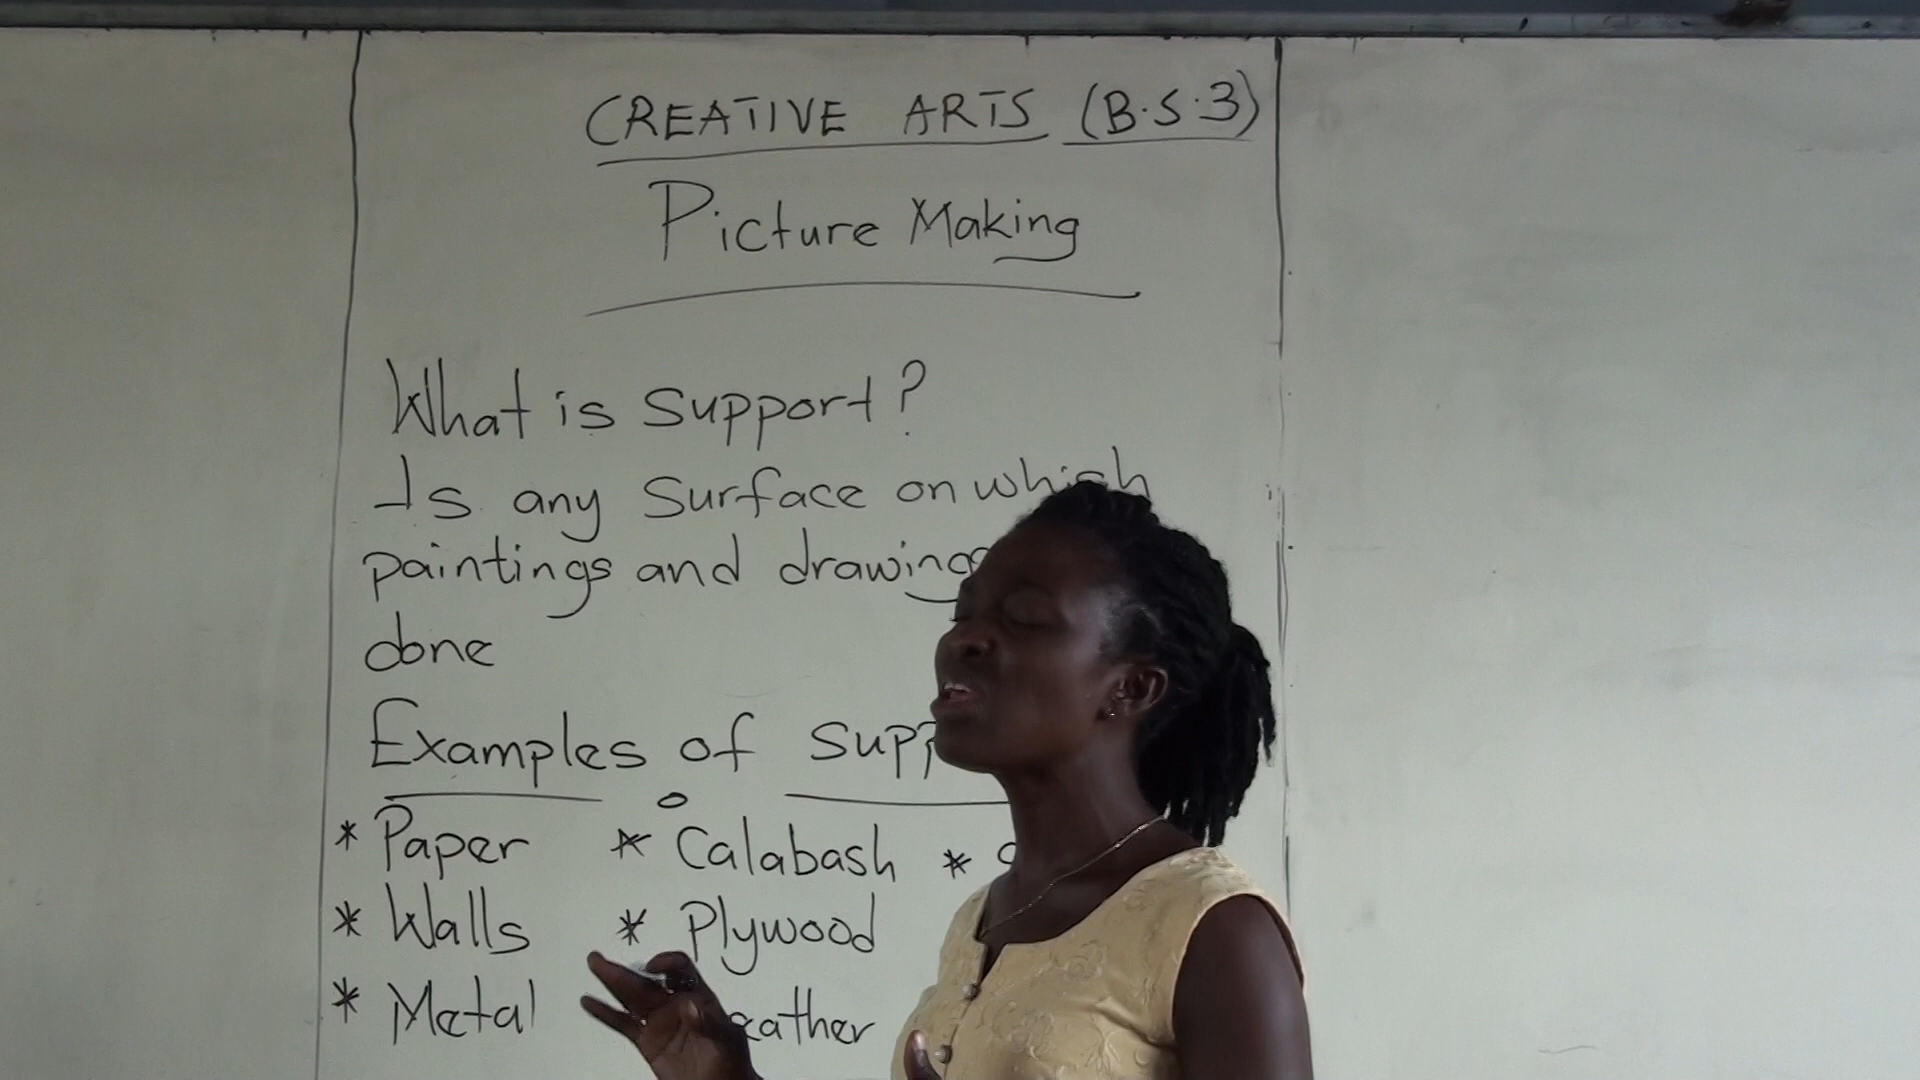 CREATIVE ARTS (B.S.3)
Picture Making
What is support?
Is any surface on which
paintings and drawings
done
Examples of
* Paper * Calabash *
* Walls * Plywood
* Metal